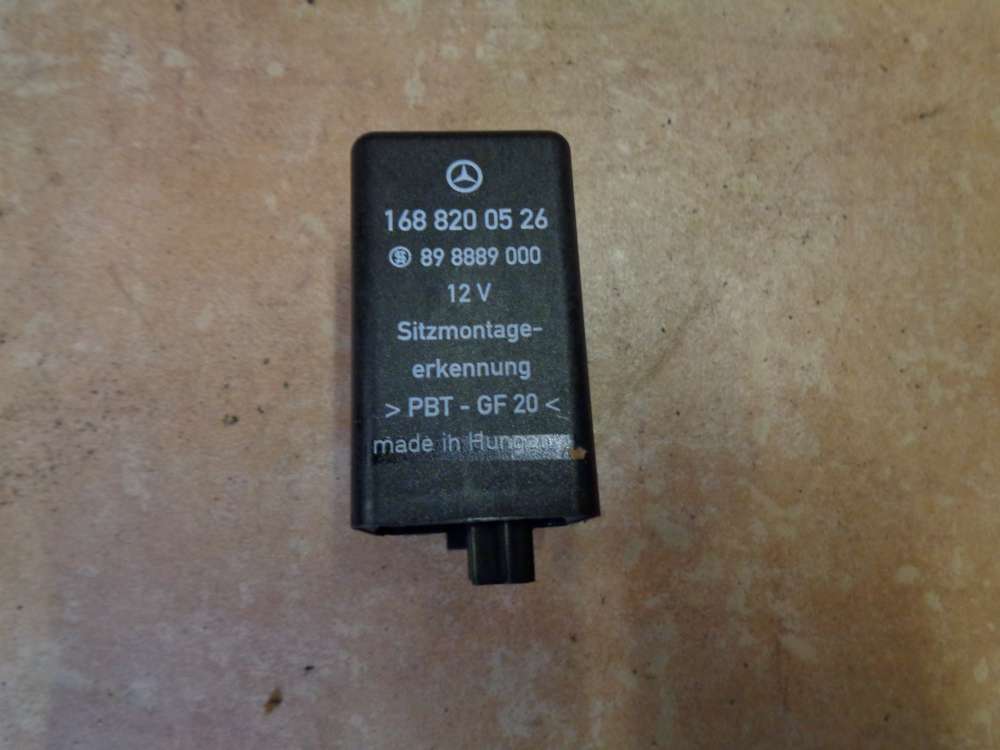 168 820 05 26
89 8889 000
12 V
Sitzmontage-
erkennung
> PBT - GF 20 <
made in Hungary